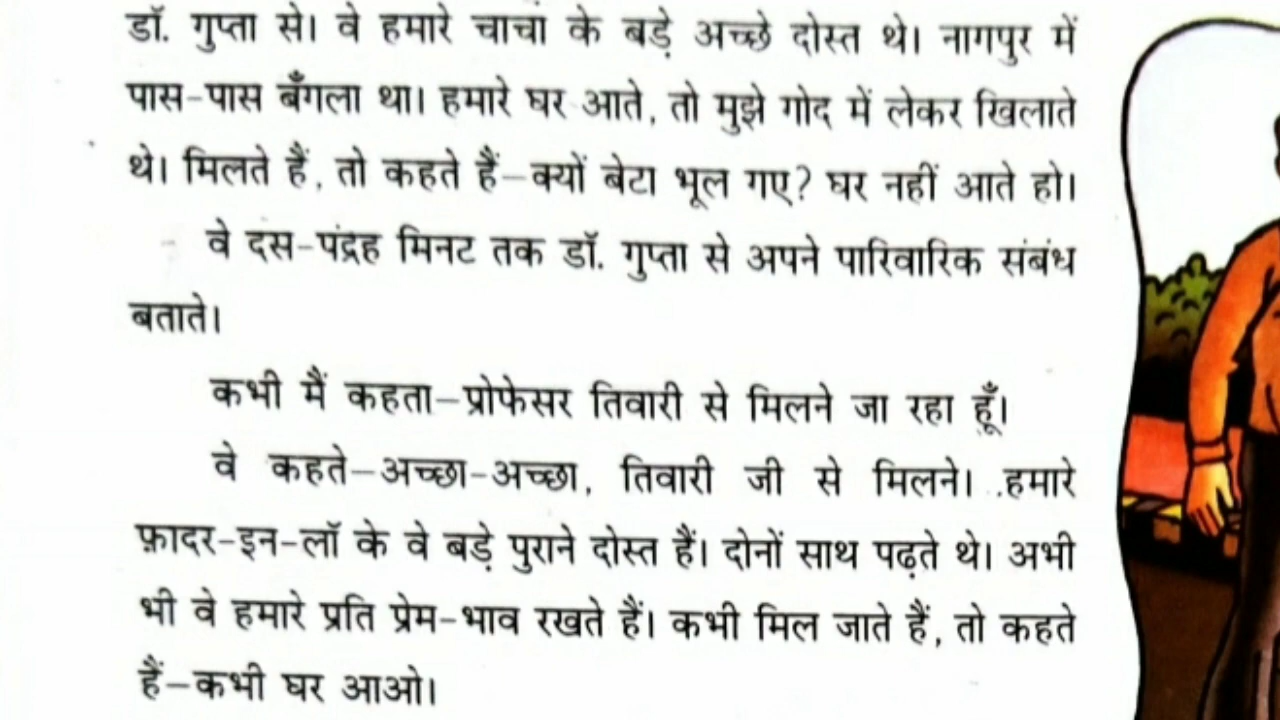 डॉ. गुप्ता से। वे हमारे चाचा के बड़े अच्छे दोस्त थे। नागपुर में
पास-पास बँगला था। हमारे घर आते, तो मुझे गोद में लेकर खिलाते
थे। मिलते हैं, तो कहते हैं–क्यों बेटा भूल गए? घर नहीं आते हो।
वे दस-पंद्रह मिनट तक डॉ. गुप्ता से अपने पारिवारिक संबंध
बताते।
कभी मैं कहता–प्रोफेसर तिवारी से मिलने जा रहा हूँ।
वे कहते–अच्छा-अच्छा, तिवारी जी से मिलने। हमारे
फ़ादर-इन-लॉ के वे बड़े पुराने दोस्त हैं। दोनों साथ पढ़ते थे। अभी
भी वे हमारे प्रति प्रेम-भाव रखते हैं। कभी मिल जाते हैं, तो कहते
हैं–कभी घर आओ।